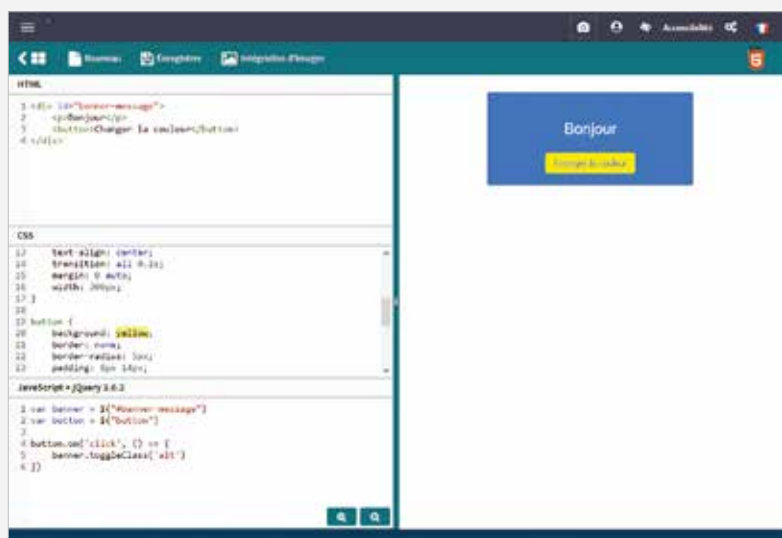 Accessibilité
Nouveau Enregistrer Intégration d'images
HTML
1 <div id="banner-message">
2 <p>Bonjour</p>
3 <button>Changer la couleur</button>
4 </div>
CSS
13 text-align: center;
14 transition: all 0.2s;
15 margin: 0 auto;
16 width: 300px;
17 }
18
19 button {
20 background: yellow;
21 border: none;
22 border-radius: 5px;
23 padding: 8px 14px;
JavaScript + jQuery 3.6.3
1 var banner = $("#banner-message")
2 var button = $("button")
3
4 button.on('click', () => {
5 banner.toggleClass('alt')
6 })
Bonjour
Changer la couleur